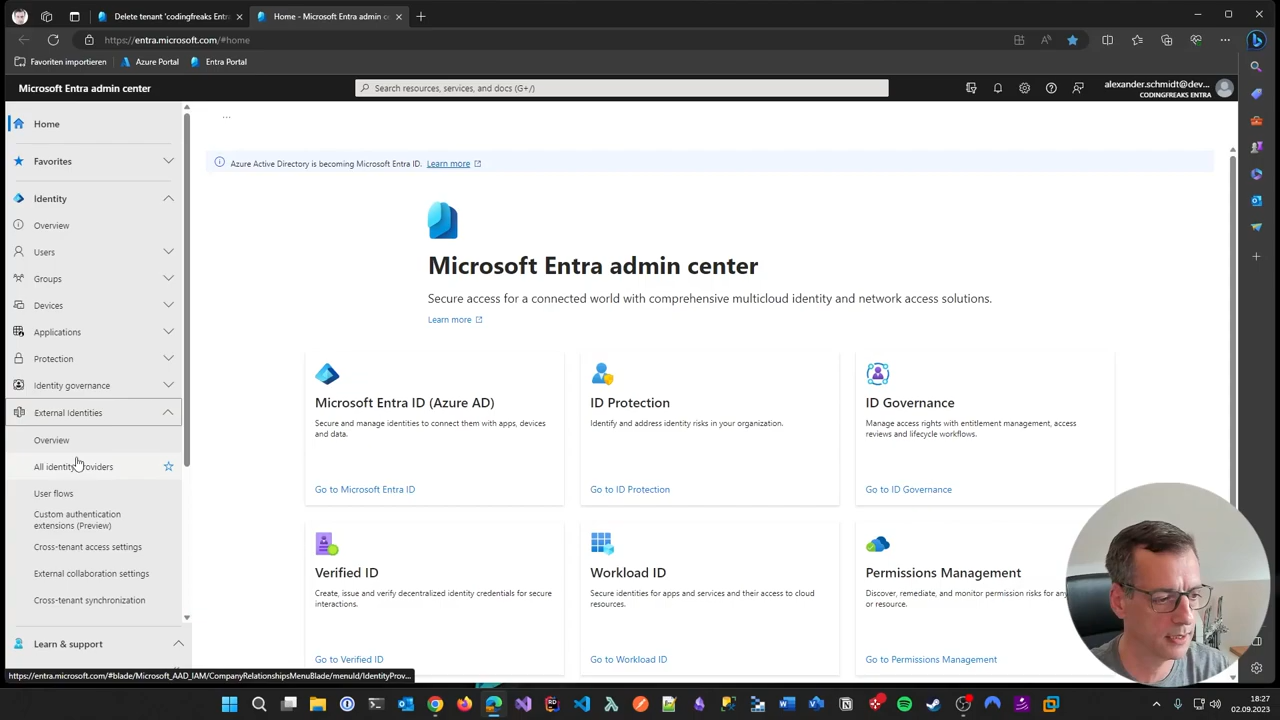 Delete tenant 'codingfreaks Entra
Home - Microsoft Entra admin c
https://entra.microsoft.com/#home
Favoriten importieren
Azure Portal
Entra Portal
Microsoft Entra admin center
Search resources, services, and docs (G+/)
alexander.schmidt@dev...
CODINGFREAKS ENTRA
Home
Favorites
Identity
Overview
Users
Groups
Devices
Applications
Protection
Identity governance
External Identities
Overview
All identity providers
User flows
Custom authentication
extensions (Preview)
Cross-tenant access settings
External collaboration settings
Cross-tenant synchronization
Learn & support
...
Azure Active Directory is becoming Microsoft Entra ID. Learn more
Microsoft Entra admin center
Secure access for a connected world with comprehensive multicloud identity and network access solutions.
Learn more
Microsoft Entra ID (Azure AD)
Secure and manage identities to connect them with apps, devices
and data.
Go to Microsoft Entra ID
ID Protection
Identify and address identity risks in your organization.
Go to ID Protection
ID Governance
Manage access rights with entitlement management, access
reviews and lifecycle workflows.
Go to ID Governance
Verified ID
Create, issue and verify decentralized identity credentials for secure
interactions.
Go to Verified ID
Workload ID
Secure identities for apps and services and their access to cloud
resources.
Go to Workload ID
Permissions Management
Discover, remediate, and monitor permission risks for any
or resource.
Go to Permissions Management
https://entra.microsoft.com/#blade/Microsoft_AAD_IAM/CompanyRelationshipsMenuBlade/menuId/IdentityProv...
18:27
02.09.2023